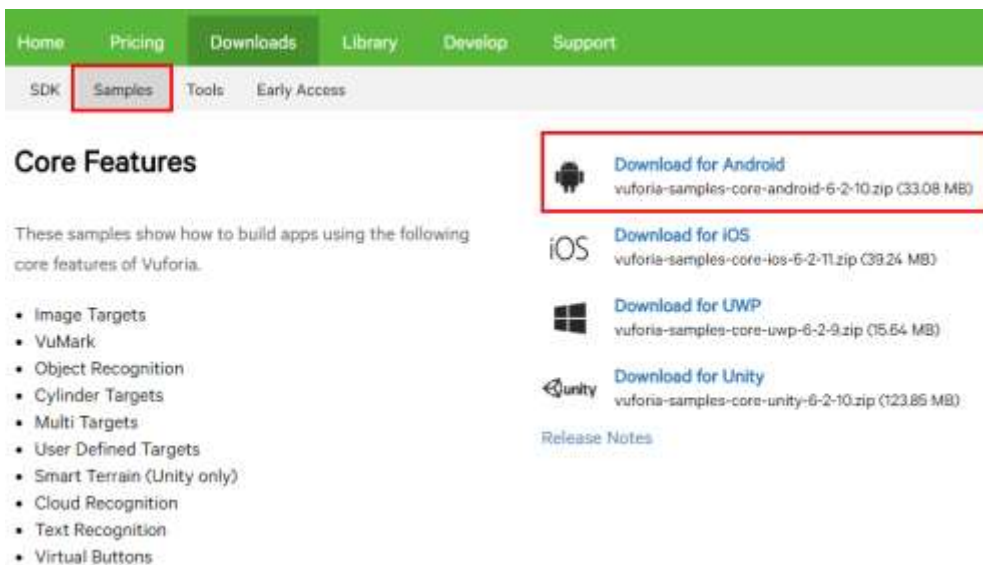 Home Pricing Downloads Library Develop Support
SDK Samples Tools Early Access
Core Features
These samples show how to build apps using the following
core features of Vuforia.
• Image Targets
• VuMark
• Object Recognition
• Cylinder Targets
• Multi Targets
• User Defined Targets
• Smart Terrain (Unity only)
• Cloud Recognition
• Text Recognition
• Virtual Buttons
Download for Android
vuforia-samples-core-android-6-2-10.zip (33.08 MB)
iOS
Download for iOS
vuforia-samples-core-ios-6-2-11.zip (39.24 MB)
Download for UWP
vuforia-samples-core-uwp-6-2-9.zip (15.64 MB)
unity
Download for Unity
vuforia-samples-core-unity-6-2-10.zip (123.85 MB)
Release Notes